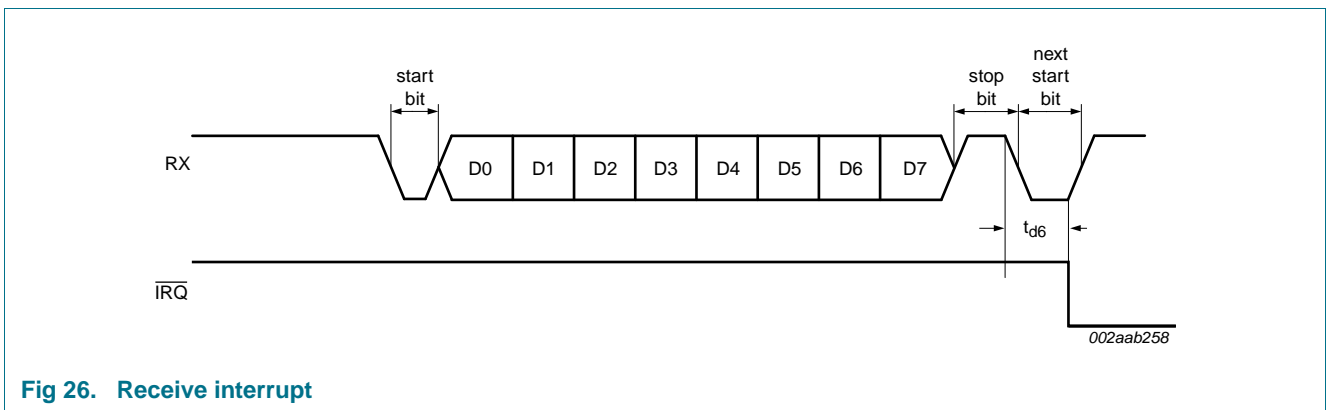 next
start stop start
bit bit bit
RX D0 D1 D2 D3 D4 D5 D6 D7
td6
IRQ
002aab258
Fig 26. Receive interrupt